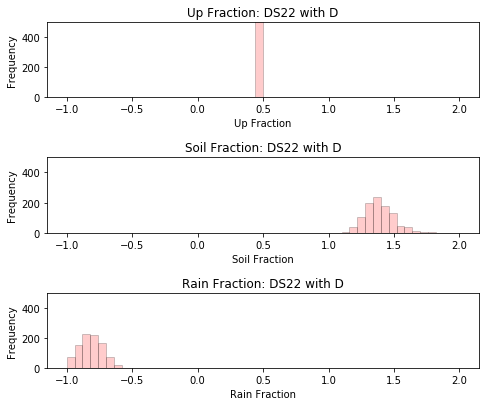 Up Fraction: DS22 with D
400
200
0
Frequency
−1.0 −0.5 0.0 0.5 1.0 1.5 2.0
Up Fraction
Soil Fraction: DS22 with D
400
200
0
Frequency
−1.0 −0.5 0.0 0.5 1.0 1.5 2.0
Soil Fraction
Rain Fraction: DS22 with D
400
200
0
Frequency
−1.0 −0.5 0.0 0.5 1.0 1.5 2.0
Rain Fraction